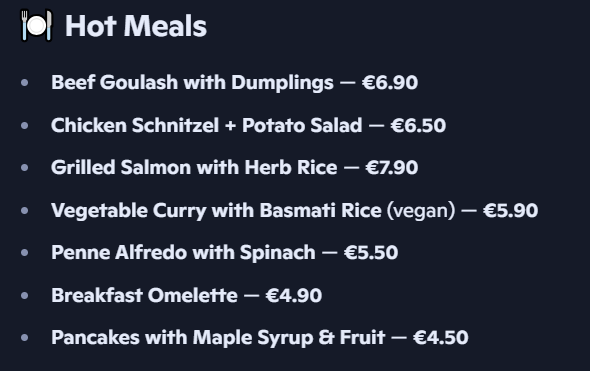 🍽️ Hot Meals
• Beef Goulash with Dumplings — €6.90
• Chicken Schnitzel + Potato Salad — €6.50
• Grilled Salmon with Herb Rice — €7.90
• Vegetable Curry with Basmati Rice (vegan) — €5.90
• Penne Alfredo with Spinach — €5.50
• Breakfast Omelette — €4.90
• Pancakes with Maple Syrup & Fruit — €4.50